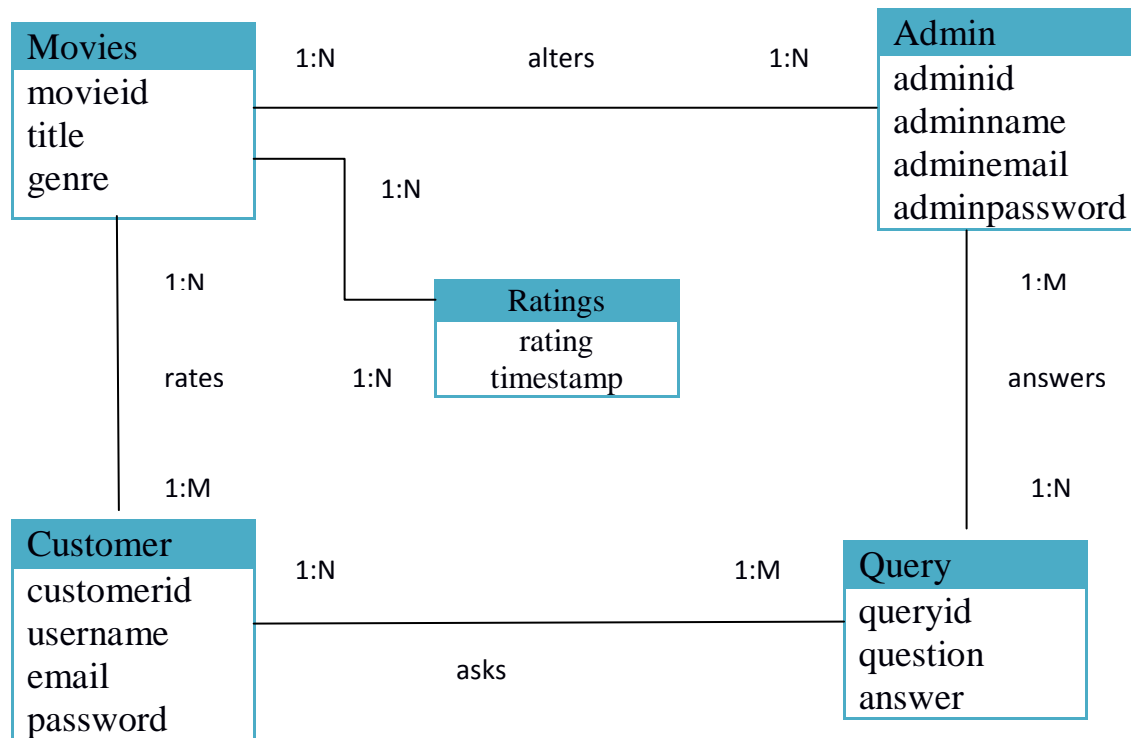 Movies
movieid
title
genre
1:N alters 1:N
Admin
adminid
adminname
adminemail
adminpassword
1:N
1:N
rates
1:M
Ratings
rating
timestamp
1:N
1:M
answers
1:N
Customer
customerid
username
email
password
1:N 1:M
asks
Query
queryid
question
answer